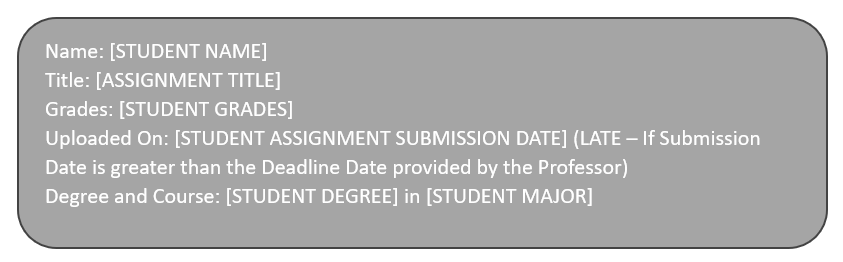 Name: [STUDENT NAME]
Title: [ASSIGNMENT TITLE]
Grades: [STUDENT GRADES]
Uploaded On: [STUDENT ASSIGNMENT SUBMISSION DATE] (LATE – If Submission
Date is greater than the Deadline Date provided by the Professor)
Degree and Course: [STUDENT DEGREE] in [STUDENT MAJOR]